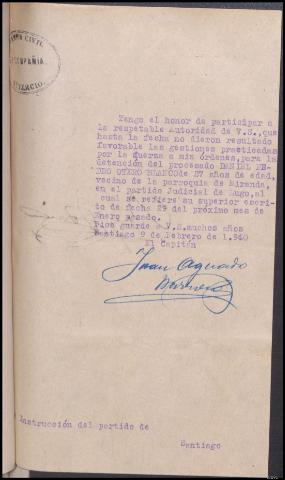 Tengo el honor de participar a
la respetable Autoridad de V.S., que
hasta la fecha no dieron resultado
favorable las gestiones practicadas
por la fuerza a mis órdenes, para la
detención del procesado DANIEL PE-
DRO OTERO BLANCO de 27 años de edad,
vecino de la parroquia de Miranda,
en el partido Judicial de Lugo, al
cual se refiere su superior escri-
to de fecha 29 del próximo mes de
Enero pasado.
Dios guarde a V.S. muchos años
Santiago 9 de Febrero de 1.940
El Capitán
Juan Aguado
Instrucción del partido de
Santiago